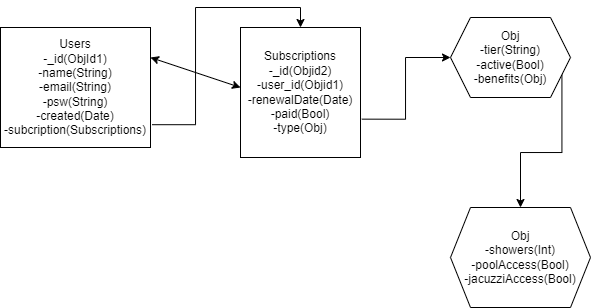 Users
-_id(ObjId1)
-name(String)
-email(String)
-psw(String)
-created(Date)
-subcription(Subscriptions)
Subscriptions
-_id(Objid2)
-user_id(Objid1)
-renewalDate(Date)
-paid(Bool)
-type(Obj)
Obj
-tier(String)
-active(Bool)
-benefits(Obj)
Obj
-showers(Int)
-poolAccess(Bool)
-jacuzziAccess(Bool)